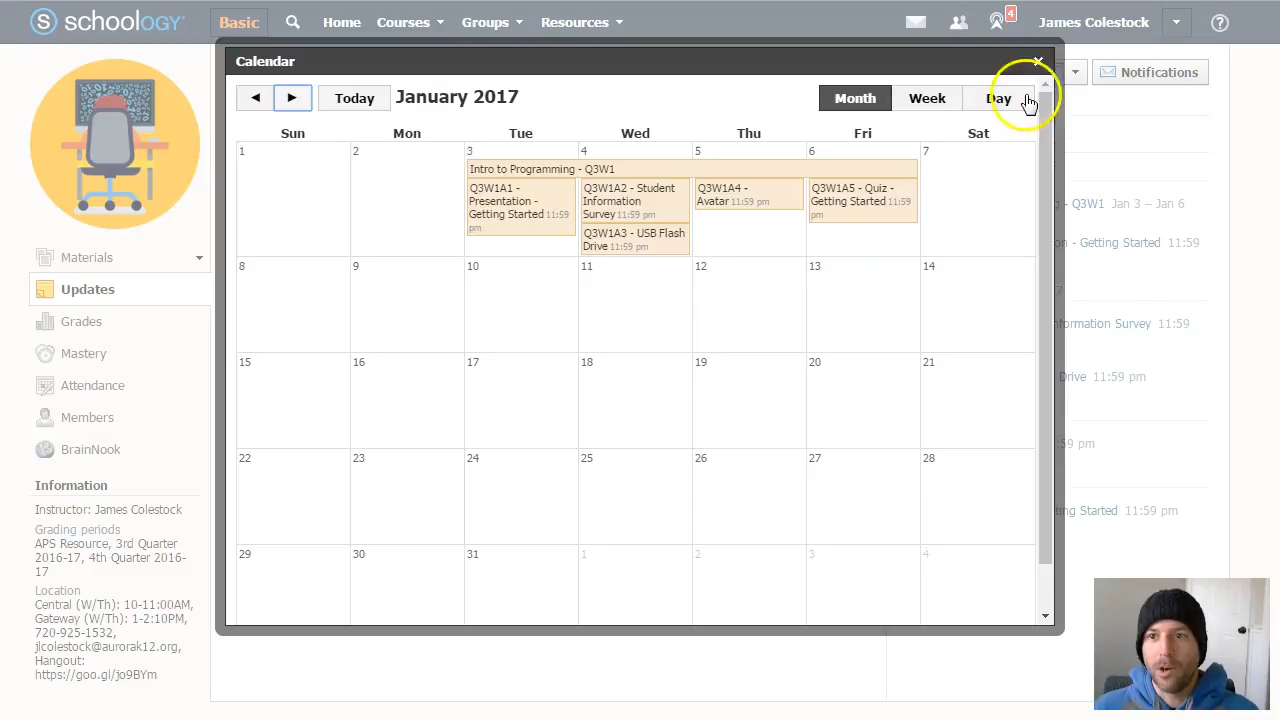 schoology
Basic
Home
Courses
Groups
Resources
4
James Colestock
Calendar
Notifications
Today
January 2017
Month
Week
Day
Sun Mon Tue Wed Thu Fri Sat
1 2 3 4 5 6 7
Intro to Programming - Q3W1
Q3W1A1 -
Presentation -
Getting Started 11:59
pm
Q3W1A2 - Student
Information
Survey 11:59 pm
Q3W1A3 - USB Flash
Drive 11:59 pm
Q3W1A4 -
Avatar 11:59 pm
Q3W1A5 - Quiz -
Getting Started 11:59
pm
8 9 10 11 12 13 14
15 16 17 18 19 20 21
22 23 24 25 26 27 28
29 30 31 1 2 3 4
Materials
Updates
Grades
Mastery
Attendance
Members
BrainNook
Information
Instructor: James Colestock
Grading periods
APS Resource, 3rd Quarter
2016-17, 4th Quarter 2016-
17
Location
Central (W/Th): 10-11:00AM,
Gateway (W/Th): 1-2:10PM,
720-925-1532,
jlcolestock@aurorak12.org,
Hangout:
https://goo.gl/jo9BYm
- Q3W1 Jan 3 – Jan 6
- Getting Started 11:59
Information Survey 11:59
Drive 11:59 pm
59 pm
Started 11:59 pm